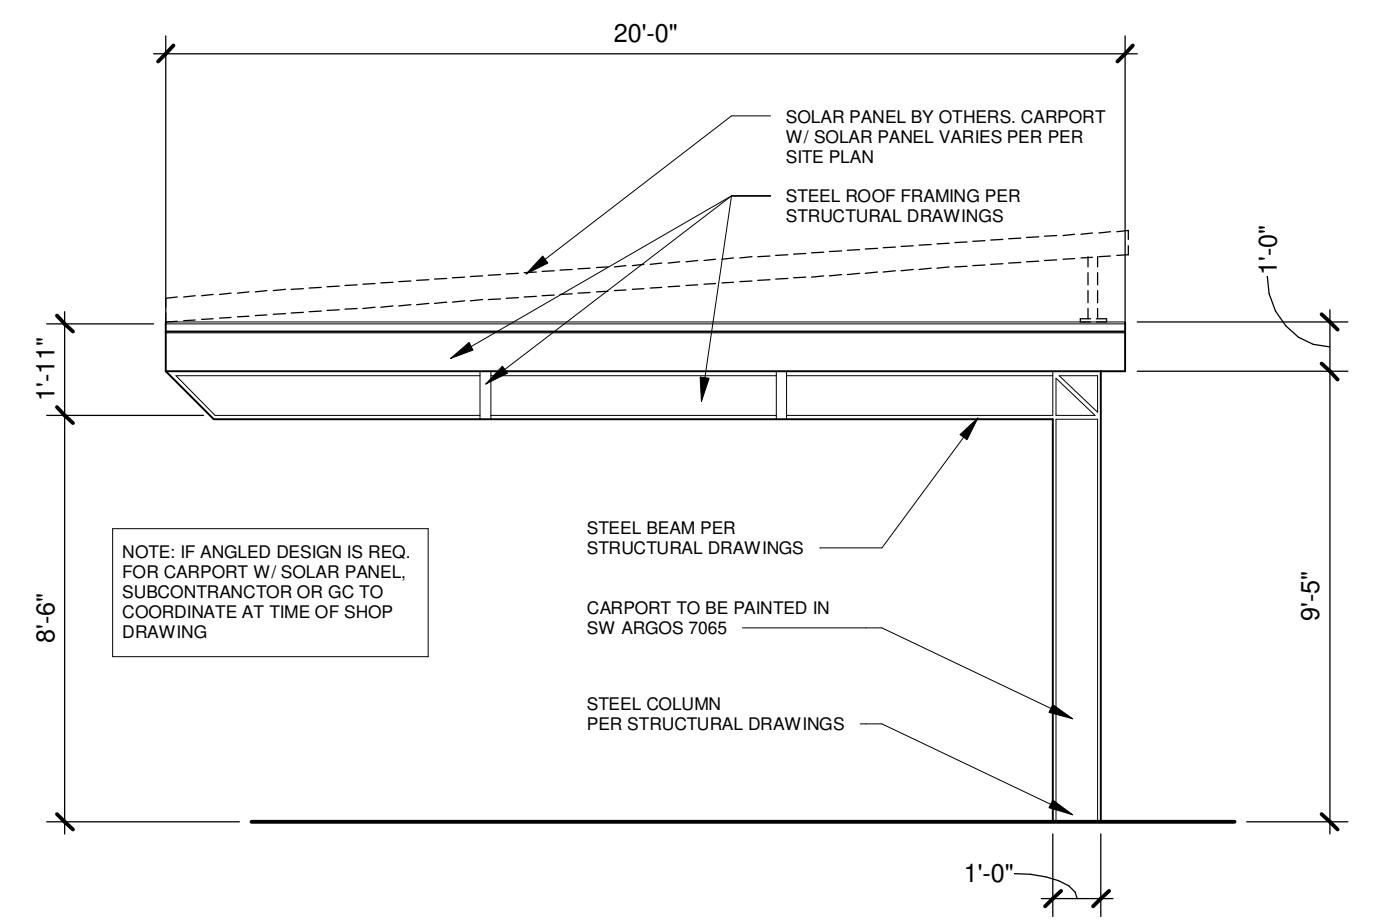 20'-0"
SOLAR PANEL BY OTHERS. CARPORT
W/ SOLAR PANEL VARIES PER PER
SITE PLAN
STEEL ROOF FRAMING PER
STRUCTURAL DRAWINGS
1'-0"
1'-11"
STEEL BEAM PER
STRUCTURAL DRAWINGS
NOTE: IF ANGLED DESIGN IS REQ.
FOR CARPORT W/ SOLAR PANEL,
SUBCONTRANCTOR OR GC TO
COORDINATE AT TIME OF SHOP
DRAWING
8'-6"
9'-5"
CARPORT TO BE PAINTED IN
SW ARGOS 7065
STEEL COLUMN
PER STRUCTURAL DRAWINGS
1'-0"